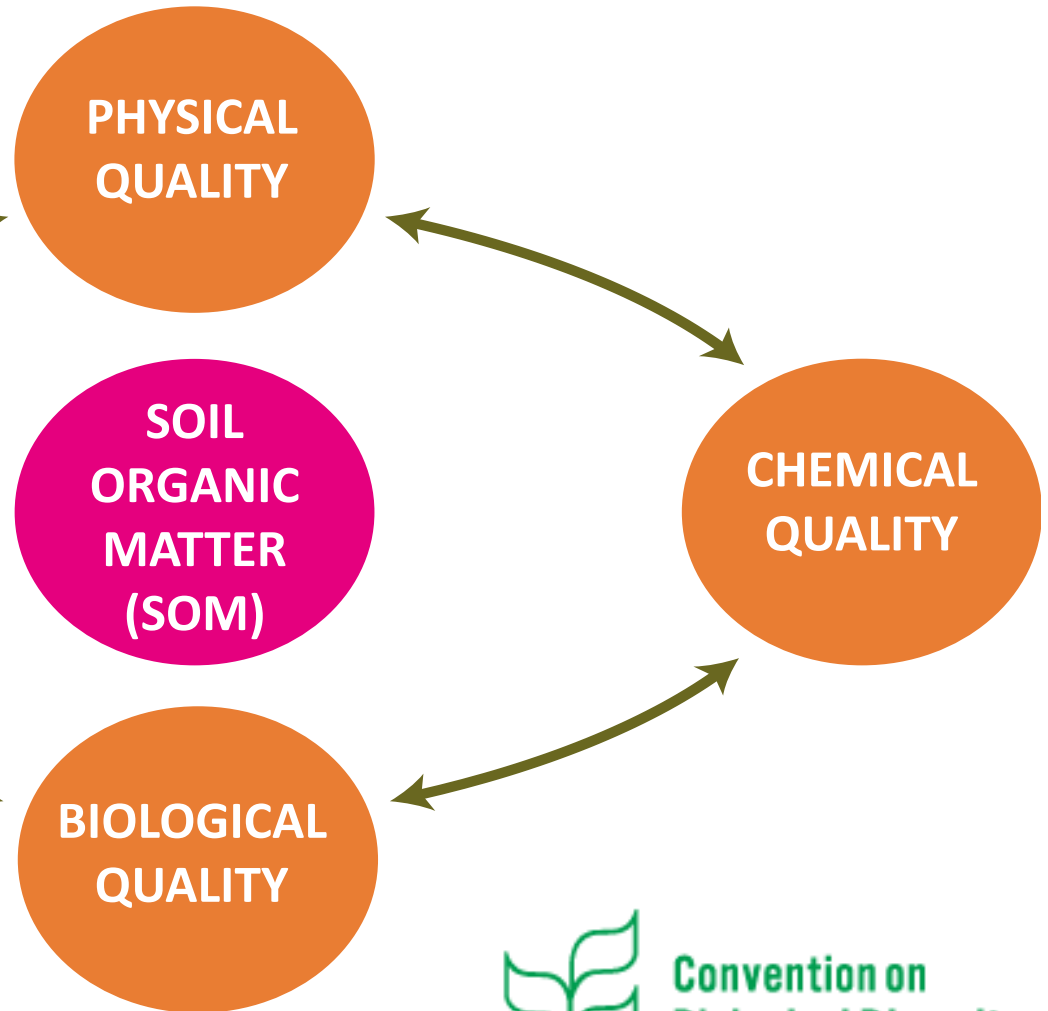 PHYSICAL
QUALITY
SOIL
ORGANIC
MATTER
(SOM)
CHEMICAL
QUALITY
BIOLOGICAL
QUALITY
Convention on